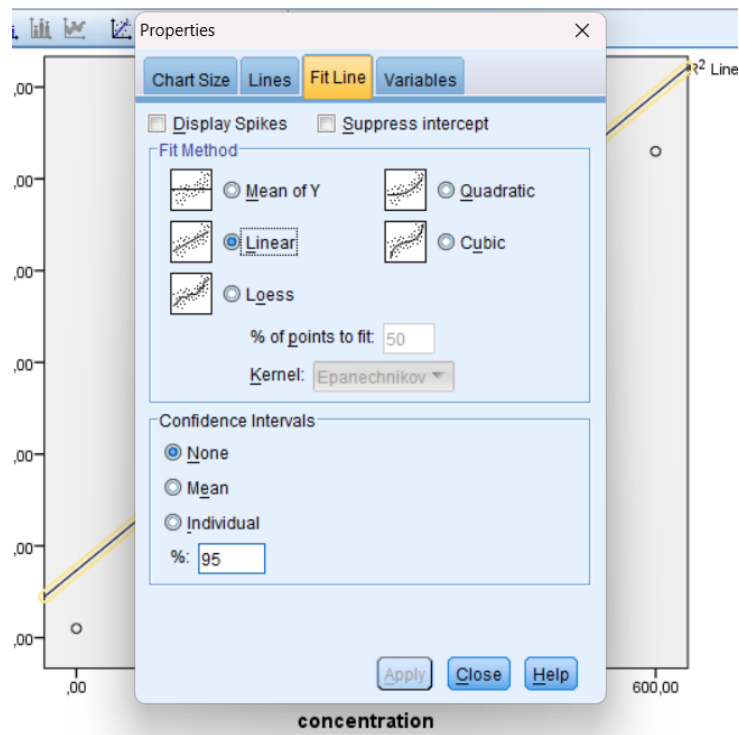 Properties
Chart Size Lines Fit Line Variables
Display Spikes Suppress intercept
Fit Method
Mean of Y Quadratic
Linear Cubic
Loess
% of points to fit: 50
Kernel: Epanechnikov
Confidence Intervals
None
Mean
Individual
%: 95
Apply Close Help
R² Line
,00
,00
,00
,00
,00
,00
,00
,00 600,00
concentration